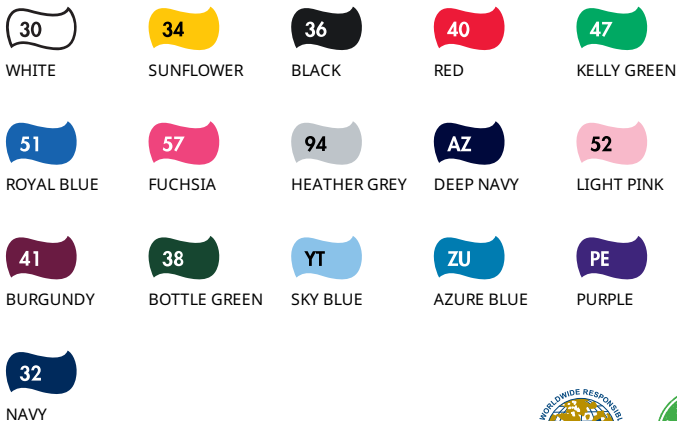 30 34 36 40 47
WHITE SUNFLOWER BLACK RED KELLY GREEN
51 57 94 AZ 52
ROYAL BLUE FUCHSIA HEATHER GREY DEEP NAVY LIGHT PINK
41 38 YT ZU PE
BURGUNDY BOTTLE GREEN SKY BLUE AZURE BLUE PURPLE
32
NAVY
WORLDWIDE